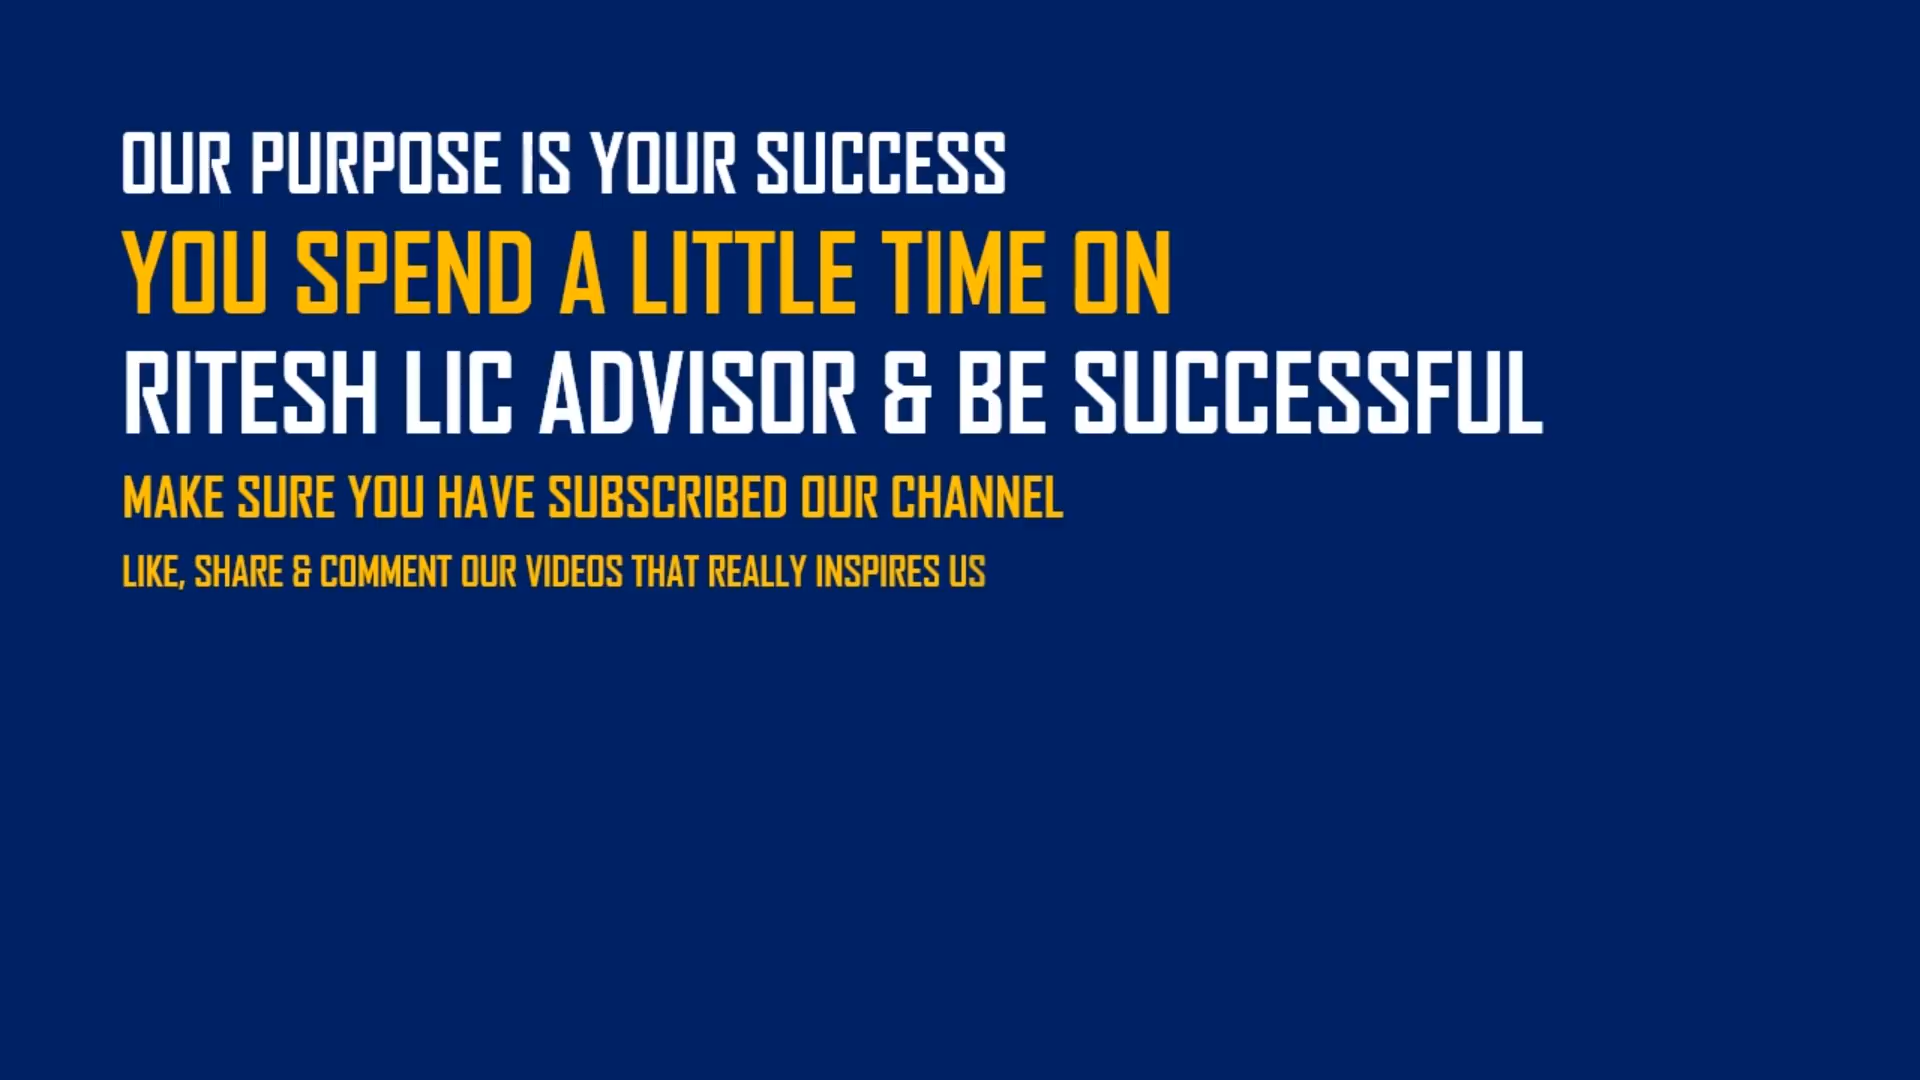 OUR PURPOSE IS YOUR SUCCESS
YOU SPEND A LITTLE TIME ON
RITESH LIC ADVISOR & BE SUCCESSFUL
MAKE SURE YOU HAVE SUBSCRIBED OUR CHANNEL
LIKE, SHARE & COMMENT OUR VIDEOS THAT REALLY INSPIRES US